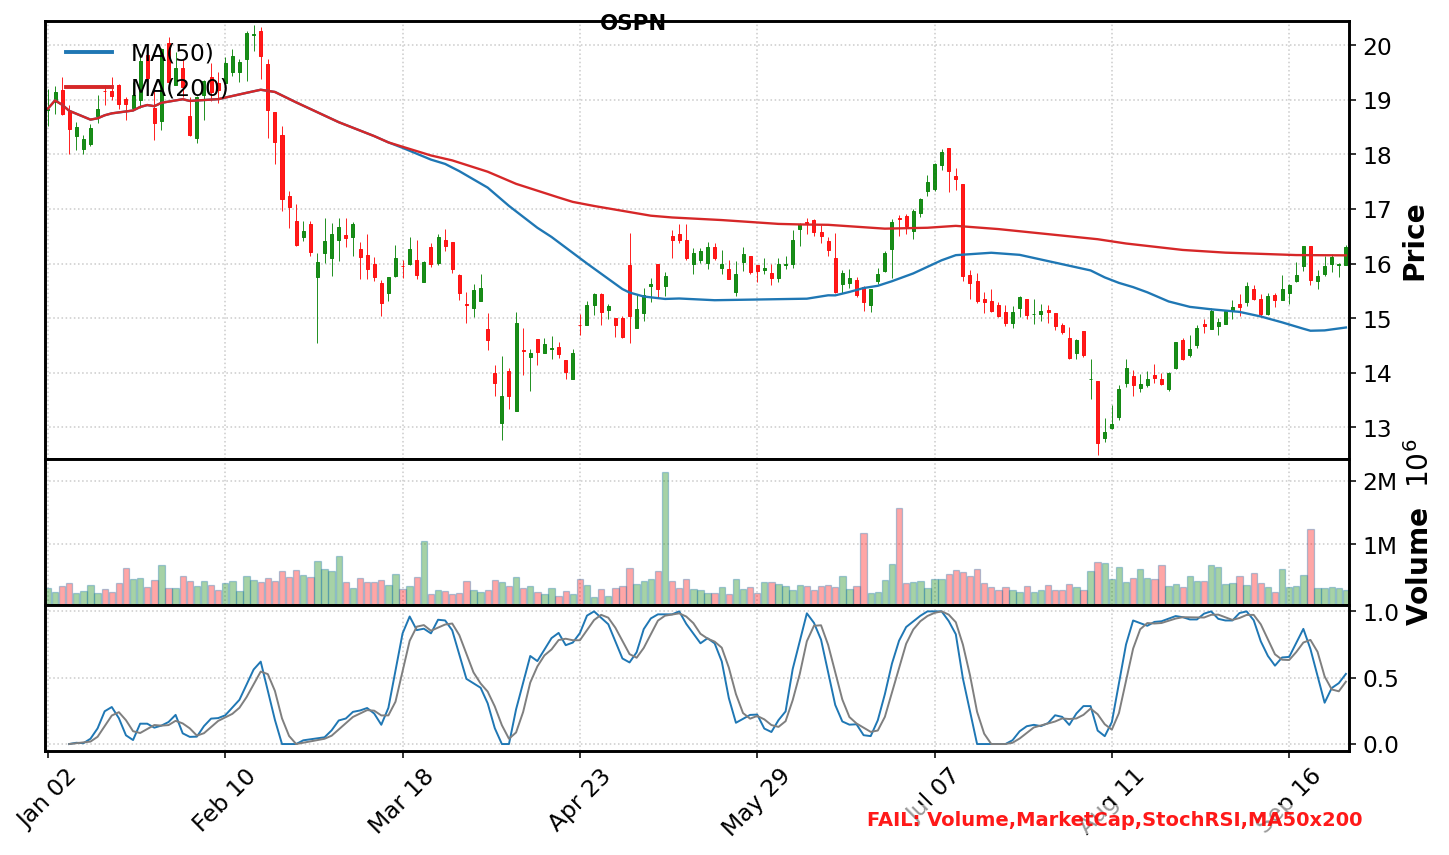 OSPN
MA(50)
MA(200)
20
19
18
17
16
15
14
13
Price
2M
1M
Volume 10^6
1.0
0.5
0.0
Jan 02
Feb 10
Mar 18
Apr 23
May 29
Jul 07
Aug 11
Sep 16
FAIL: Volume,MarketCap,StochRSI,MA50x200